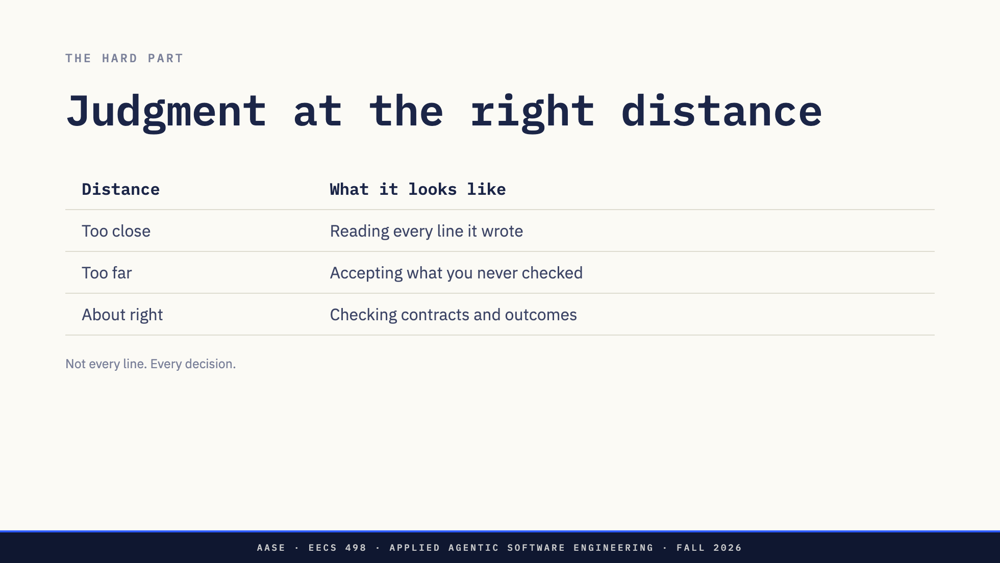 THE HARD PART
Judgment at the right distance
Distance What it looks like
Too close Reading every line it wrote
Too far Accepting what you never checked
About right Checking contracts and outcomes
Not every line. Every decision.
AASE · EECS 498 · APPLIED AGENTIC SOFTWARE ENGINEERING · FALL 2026